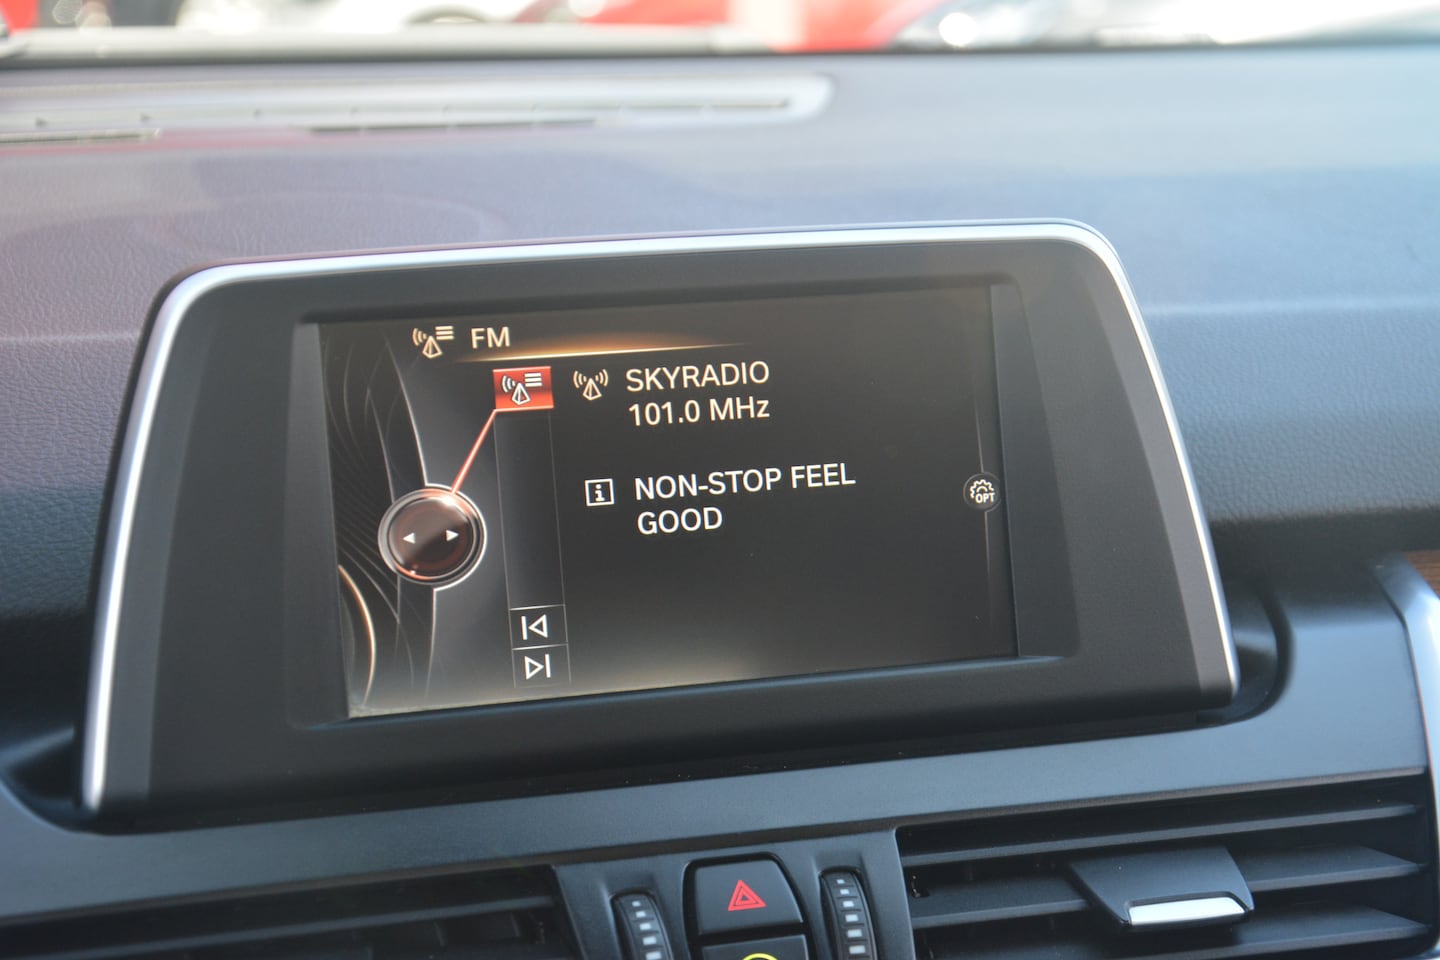 FM
SKYRADIO
101.0 MHz
i NON-STOP FEEL
GOOD
OPT